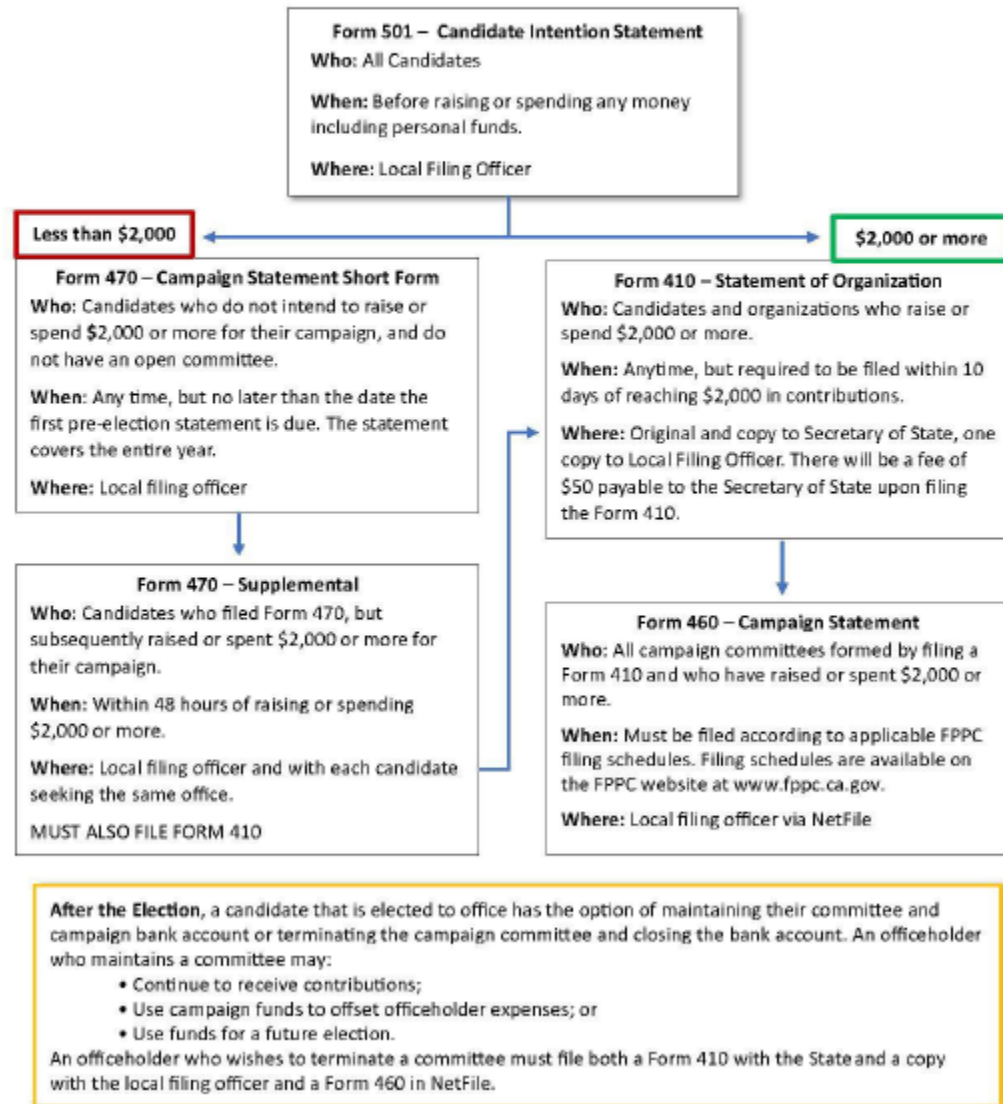 Form 501 – Candidate Intention Statement
Who: All Candidates
When: Before raising or spending any money
including personal funds.
Where: Local Filing Officer
Less than $2,000
$2,000 or more
Form 470 – Campaign Statement Short Form
Who: Candidates who do not intend to raise or
spend $2,000 or more for their campaign, and do
not have an open committee.
When: Any time, but no later than the date the
first pre-election statement is due. The statement
covers the entire year.
Where: Local filing officer
Form 410 – Statement of Organization
Who: Candidates and organizations who raise or
spend $2,000 or more.
When: Anytime, but required to be filed within 10
days of reaching $2,000 in contributions.
Where: Original and copy to Secretary of State, one
copy to Local Filing Officer. There will be a fee of
$50 payable to the Secretary of State upon filing
the Form 410.
Form 470 – Supplemental
Who: Candidates who filed Form 470, but
subsequently raised or spent $2,000 or more for
their campaign.
When: Within 48 hours of raising or spending
$2,000 or more.
Where: Local filing officer and with each candidate
seeking the same office.
MUST ALSO FILE FORM 410
Form 460 – Campaign Statement
Who: All campaign committees formed by filing a
Form 410 and who have raised or spent $2,000 or
more.
When: Must be filed according to applicable FPPC
filing schedules. Filing schedules are available on
the FPPC website at www.fppc.ca.gov.
Where: Local filing officer via NetFile
After the Election, a candidate that is elected to office has the option of maintaining their committee and
campaign bank account or terminating the campaign committee and closing the bank account. An officeholder
who maintains a committee may:
• Continue to receive contributions;
• Use campaign funds to offset officeholder expenses; or
• Use funds for a future election.
An officeholder who wishes to terminate a committee must file both a Form 410 with the State and a copy
with the local filing officer and a Form 460 in NetFile.